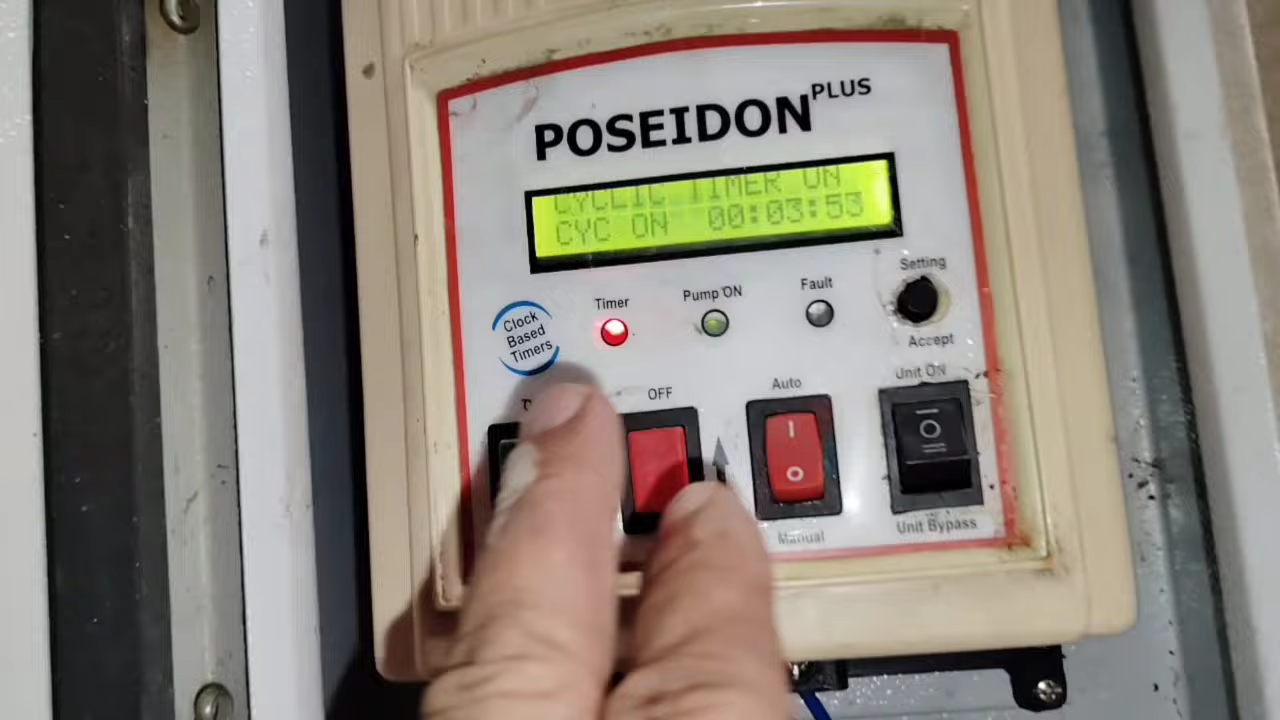 POSEIDON PLUS
CYCLIC TIMER ON
CYC ON 00:03:53
Setting
Timer
Pump ON
Fault
Clock
Based
Timers
Accept
OFF
Auto
Unit ON
Manual
Unit Bypass